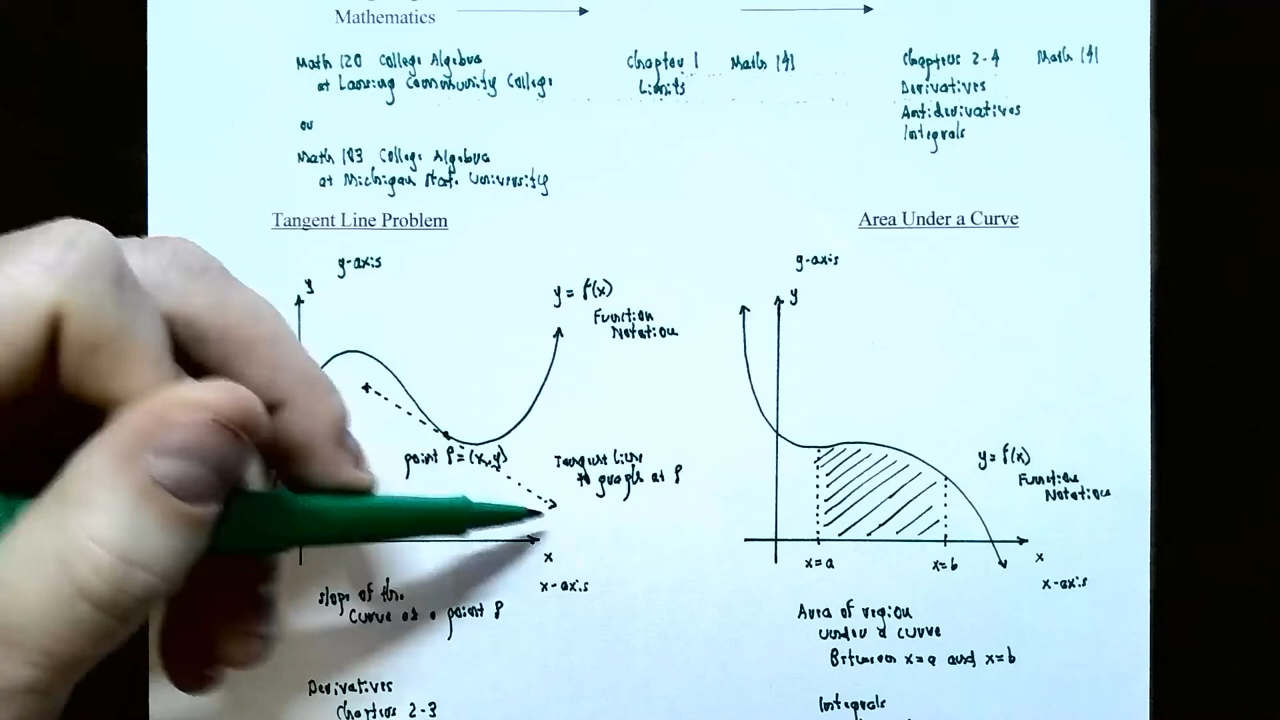 Mathematics
Math 120 College Algebra
at Lansing Community College
or
Math 103 College Algebra
at Michigan State University
Chapter 1 Math 141
Limits
Chapters 2-4 Math 141
Derivatives
Antiderivatives
Integrals
Tangent Line Problem
y-axis
y
y = f(x)
Function
Notation
point P=(x,y)
Tangent line
to graph at P
x
x-axis
Slope of the
Curve at a point P
Derivatives
Chapters 2-3
Area Under a Curve
y-axis
y
y = f(x)
Function
Notation
x=a
x=b
x
x-axis
Area of region
under a curve
Between x=a and x=b
Integrals